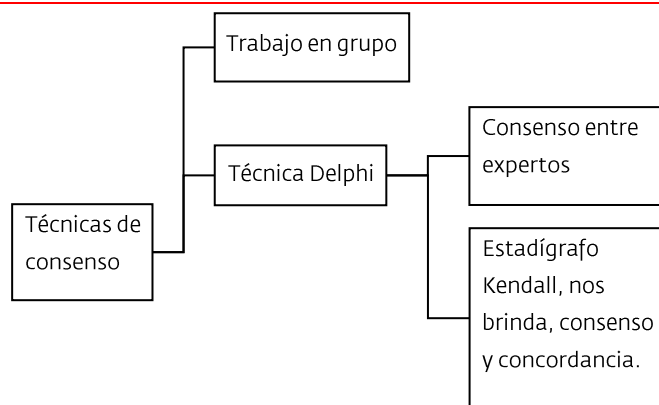 Trabajo en grupo
Técnica Delphi
Consenso entre
expertos
Técnicas de
consenso
Estadígrafo
Kendall, nos
brinda, consenso
y concordancia.